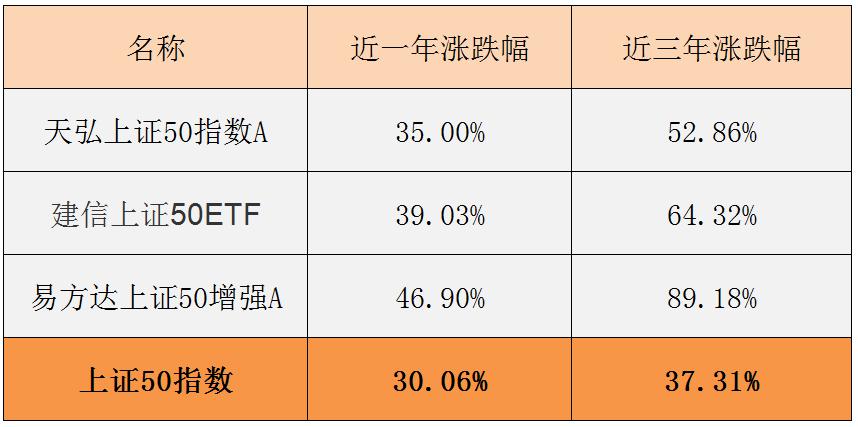 名称 近一年涨跌幅 近三年涨跌幅
天弘上证50指数A 35.00% 52.86%
建信上证50ETF 39.03% 64.32%
易方达上证50增强A 46.90% 89.18%
上证50指数 30.06% 37.31%